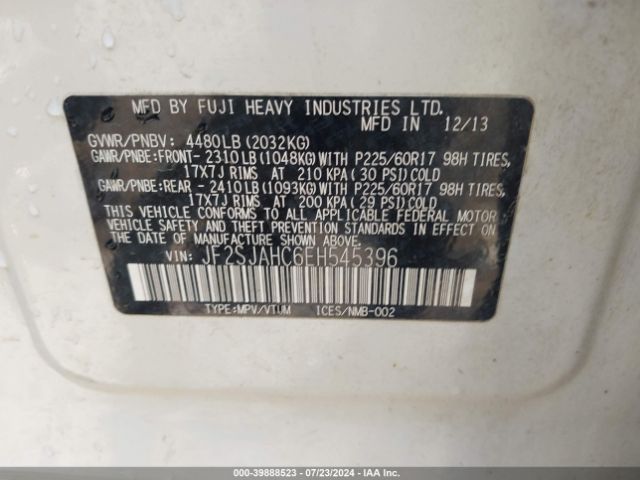 MFD BY FUJI HEAVY INDUSTRIES LTD.
MFD IN 12/13
GVWR/PNBV: 4480LB(2032KG)
GAWR/PNBE:FRONT- 2310LB(1048KG)WITH P225/60R17 98H TIRES,
17X7J RIMS AT 210 KPA(30 PSI)COLD
GAWR/PNBE:REAR - 2410LB(1093KG)WITH P225/60R17 98H TIRES,
17X7J RIMS AT 200 KPA(29 PSI)COLD
THIS VEHICLE CONFORMS TO ALL APPLICABLE FEDERAL MOTOR
VEHICLE SAFETY AND THEFT PREVENTION STANDARDS IN EFFECT ON
THE DATE OF MANUFACTURE SHOWN ABOVE.
VIN: JF2SJAHC6EH545396
TYPE:MPV/VTUM ICES/NMB-002
000-39888523 / 07/23/2024 / IAAI.COM